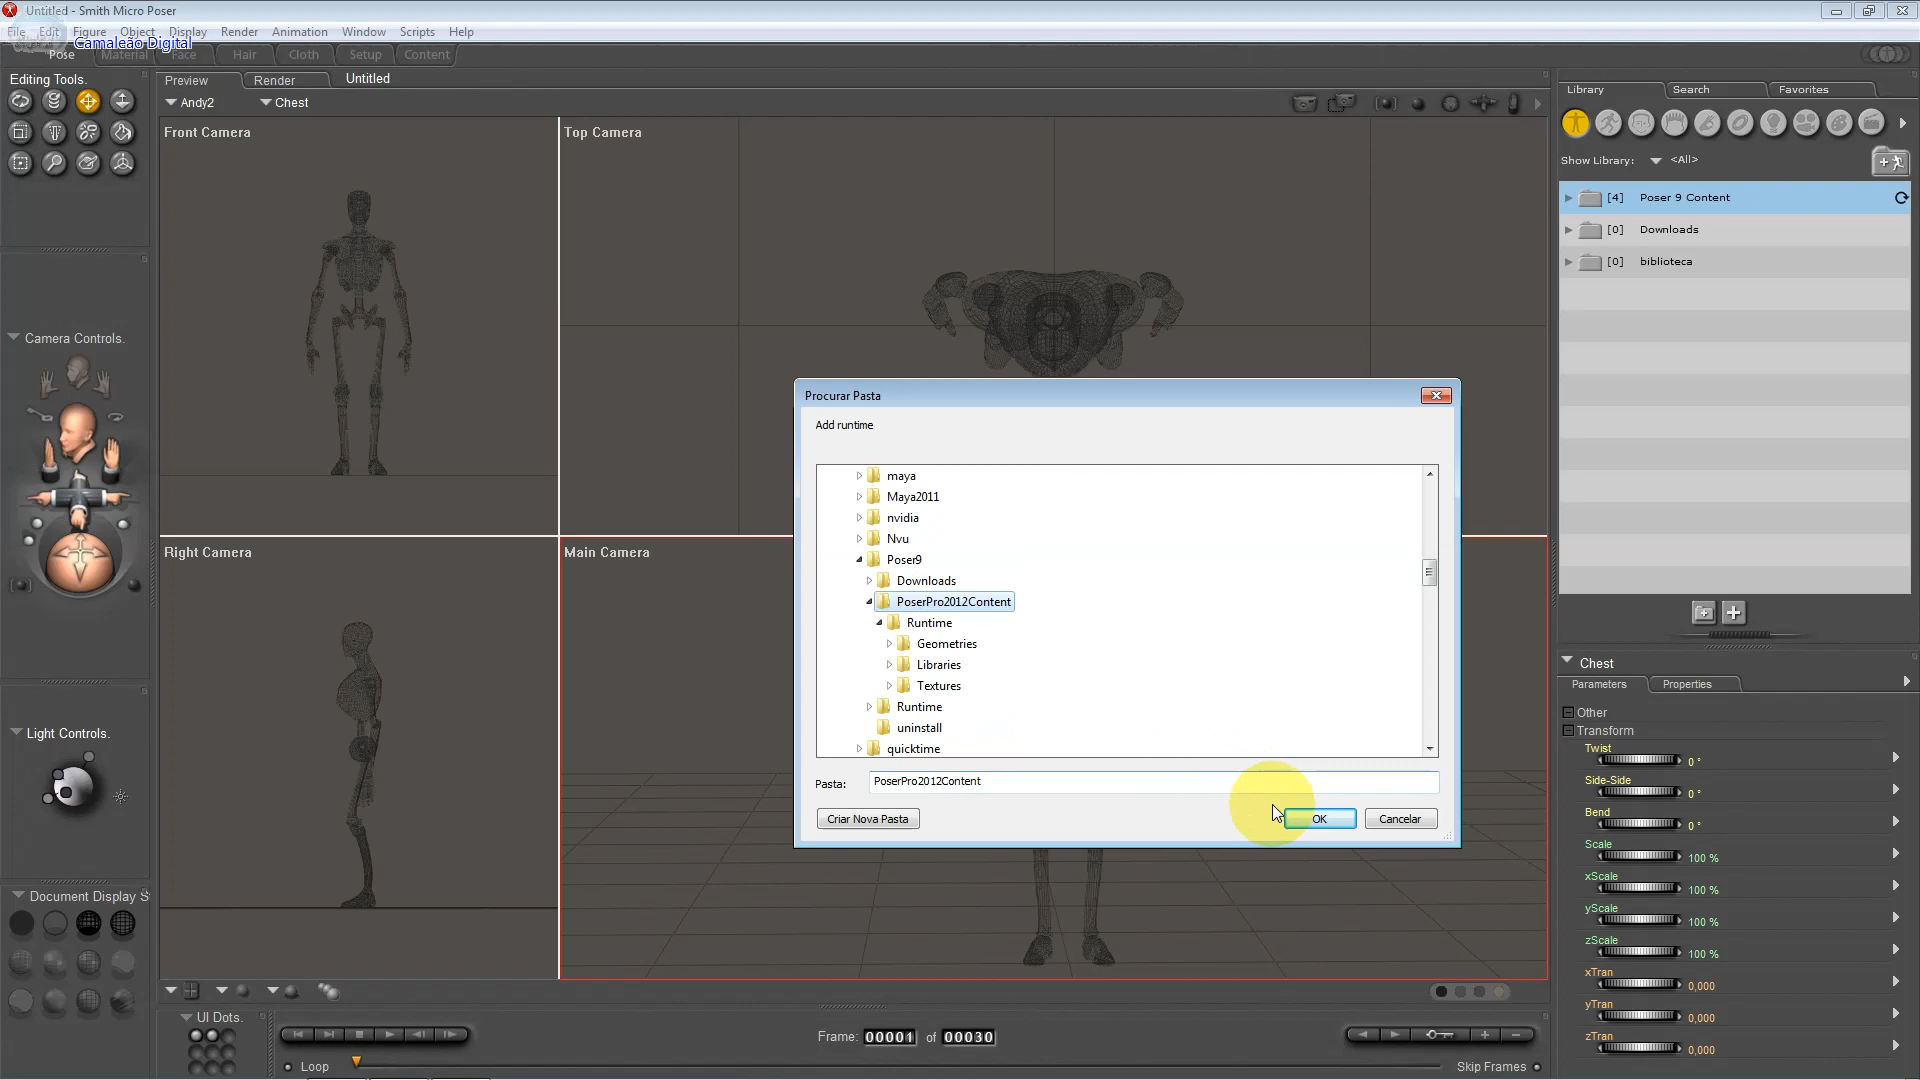 Untitled - Smith Micro Poser
File Edit Figure Object Display Render Animation Window Scripts Help
Camaleão Digital
Pose Material Face Hair Cloth Setup Content
Editing Tools.
Preview Render Untitled
Andy2 Chest
Front Camera
Top Camera
Right Camera
Main Camera
Camera Controls.
Light Controls.
Document Display S
UI Dots.
Loop
Frame: 00001 of 00030
Skip Frames
Procurar Pasta
Add runtime
maya
Maya2011
nvidia
Nvu
Poser9
Downloads
PoserPro2012Content
Runtime
Geometries
Libraries
Textures
Runtime
uninstall
quicktime
Pasta: PoserPro2012Content
Criar Nova Pasta OK Cancelar
Library Search Favorites
Show Library: <All>
[4] Poser 9 Content
[0] Downloads
[0] biblioteca
Chest
Parameters Properties
Other
Transform
Twist
0 °
Side-Side
0 °
Bend
0 °
Scale
100 %
xScale
100 %
yScale
100 %
zScale
100 %
xTran
0,000
yTran
0,000
zTran
0,000